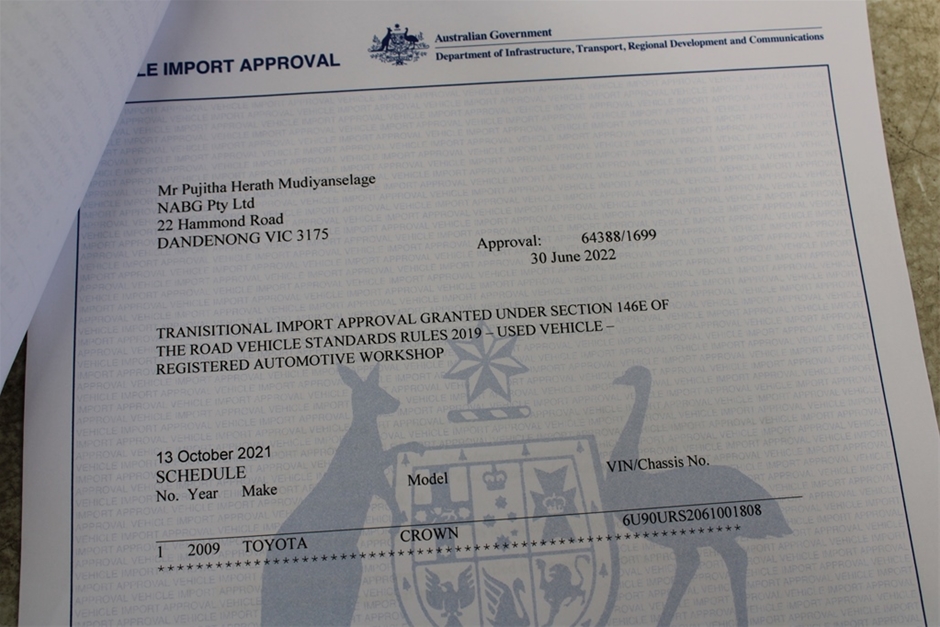 LE IMPORT APPROVAL
Australian Government
Department of Infrastructure, Transport, Regional Development and Communications
Mr Pujitha Herath Mudiyanselage
NABG Pty Ltd
22 Hammond Road
DANDENONG VIC 3175
Approval: 64388/1699
30 June 2022
TRANISITIONAL IMPORT APPROVAL GRANTED UNDER SECTION 146E OF
THE ROAD VEHICLE STANDARDS RULES 2019 – USED VEHICLE –
REGISTERED AUTOMOTIVE WORKSHOP
13 October 2021
SCHEDULE
No. Year Make Model VIN/Chassis No.
1 2009 TOYOTA CROWN 6U90URS2061001808